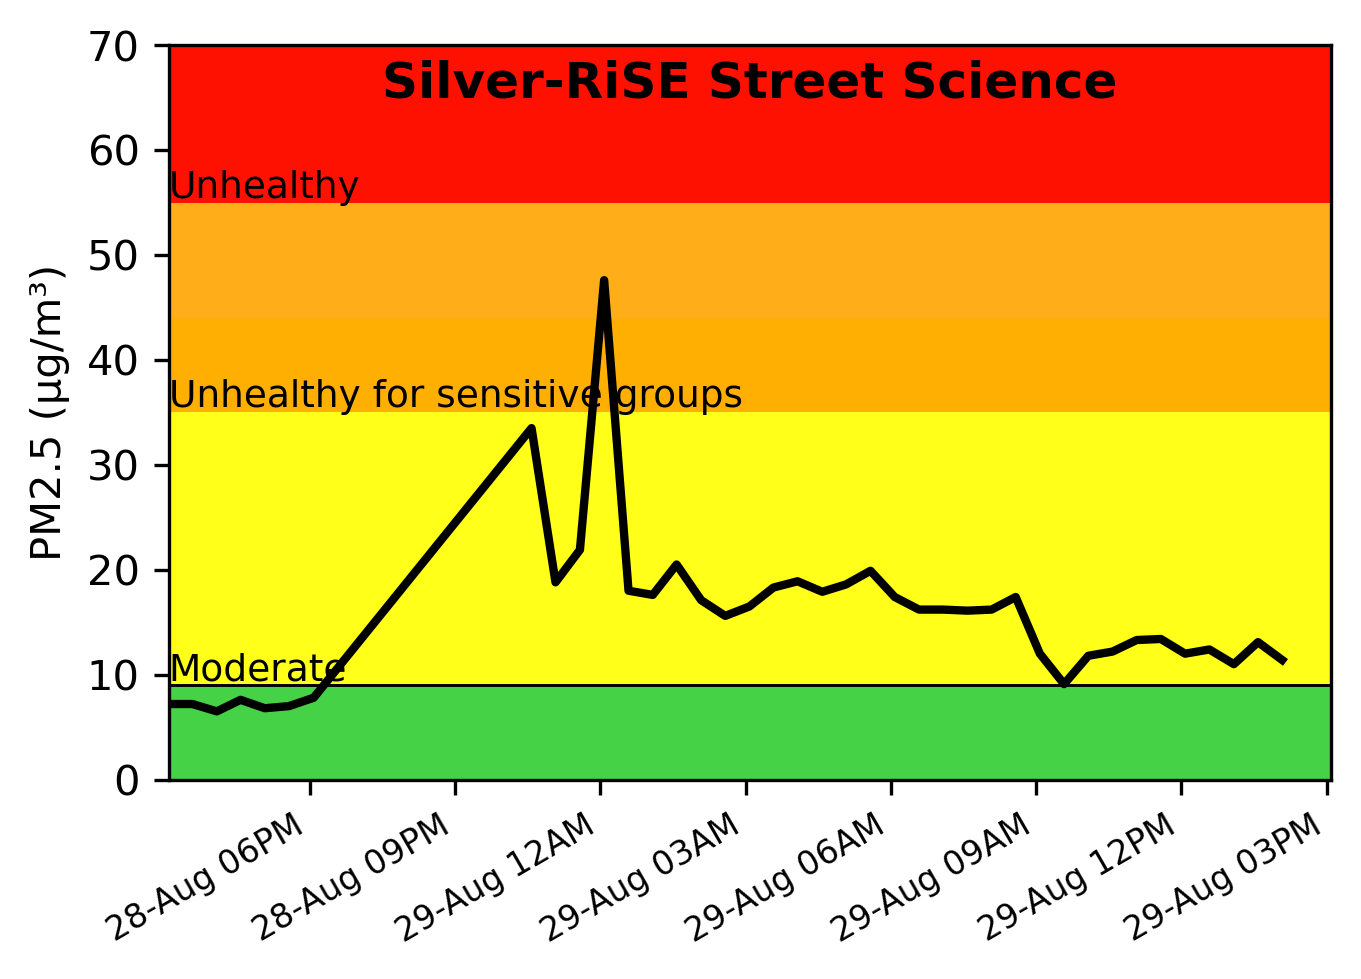 Silver-RiSE Street Science
70
60
50
40
30
20
10
0
PM2.5 (µg/m³)
Unhealthy
Unhealthy for sensitive groups
Moderate
28-Aug 06PM
28-Aug 09PM
29-Aug 12AM
29-Aug 03AM
29-Aug 06AM
29-Aug 09AM
29-Aug 12PM
29-Aug 03PM